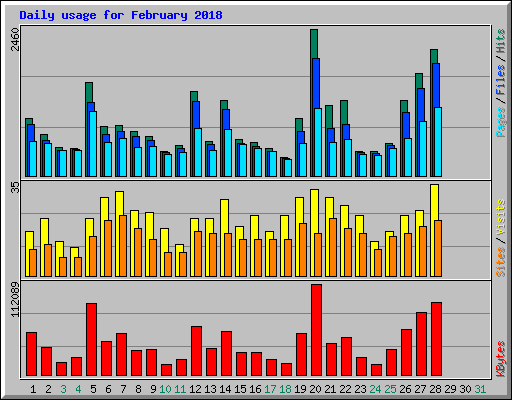 Daily usage for February 2018
2460
Pages / Files / Hits
35
Sites / Visits
112089
KBytes
1 2 3 4 5 6 7 8 9 10 11 12 13 14 15 16 17 18 19 20 21 22 23 24 25 26 27 28 29 30 31